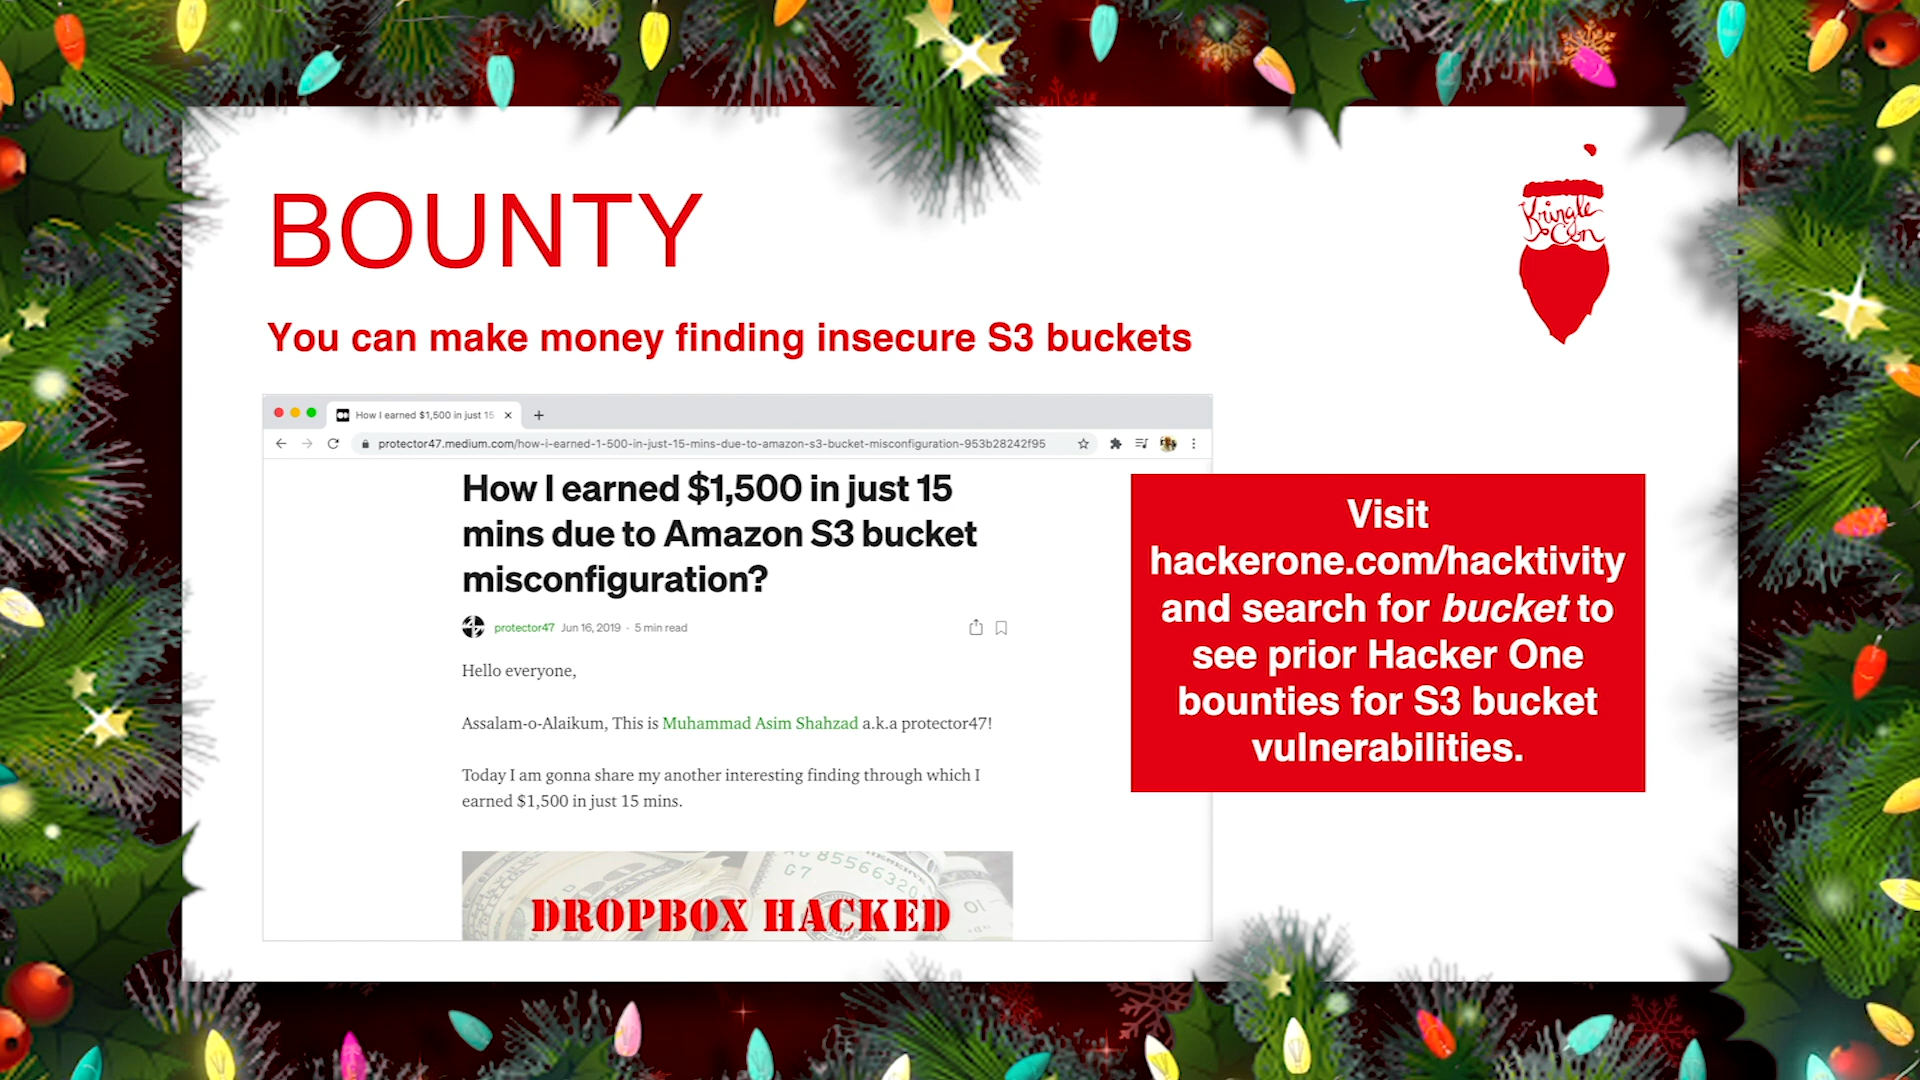 BOUNTY
Kringle
Con
You can make money finding insecure S3 buckets
How I earned $1,500 in just 15
protector47.medium.com/how-i-earned-1-500-in-just-15-mins-due-to-amazon-s3-bucket-misconfiguration-953b28242f95
How I earned $1,500 in just 15
mins due to Amazon S3 bucket
misconfiguration?
protector47 Jun 16, 2019 · 5 min read
Hello everyone,
Assalam-o-Alaikum, This is Muhammad Asim Shahzad a.k.a protector47!
Today I am gonna share my another interesting finding through which I
earned $1,500 in just 15 mins.
G7
DROPBOX HACKED
Visit
hackerone.com/hacktivity
and search for bucket to
see prior Hacker One
bounties for S3 bucket
vulnerabilities.